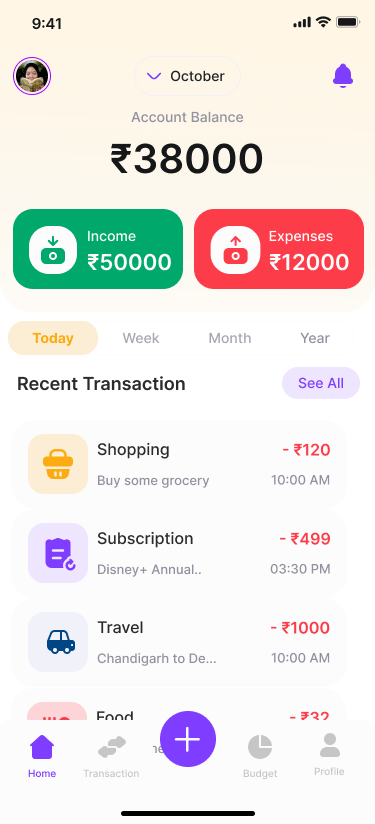 9:41
October
Account Balance
₹38000
Income
₹50000
Expenses
₹12000
Today Week Month Year
Recent Transaction
See All
Shopping
- ₹120
Buy some grocery
10:00 AM
Subscription
- ₹499
Disney+ Annual..
03:30 PM
Travel
- ₹1000
Chandigarh to De...
10:00 AM
Food
- ₹32
Home Transaction Budget Profile